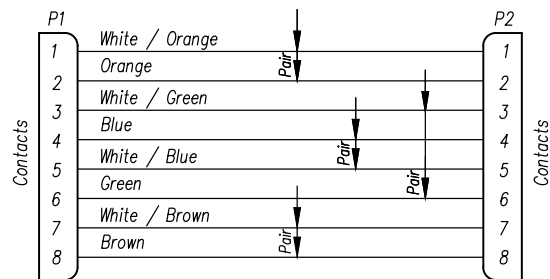 P1 P2
White / Orange
1 1
Orange
Pair
2 2
White / Green
3 3
Blue
4 4
Pair
White / Blue
5 5
Green
Pair
6 6
White / Brown
7 7
Brown
Pair
8 8
Contacts
Contacts